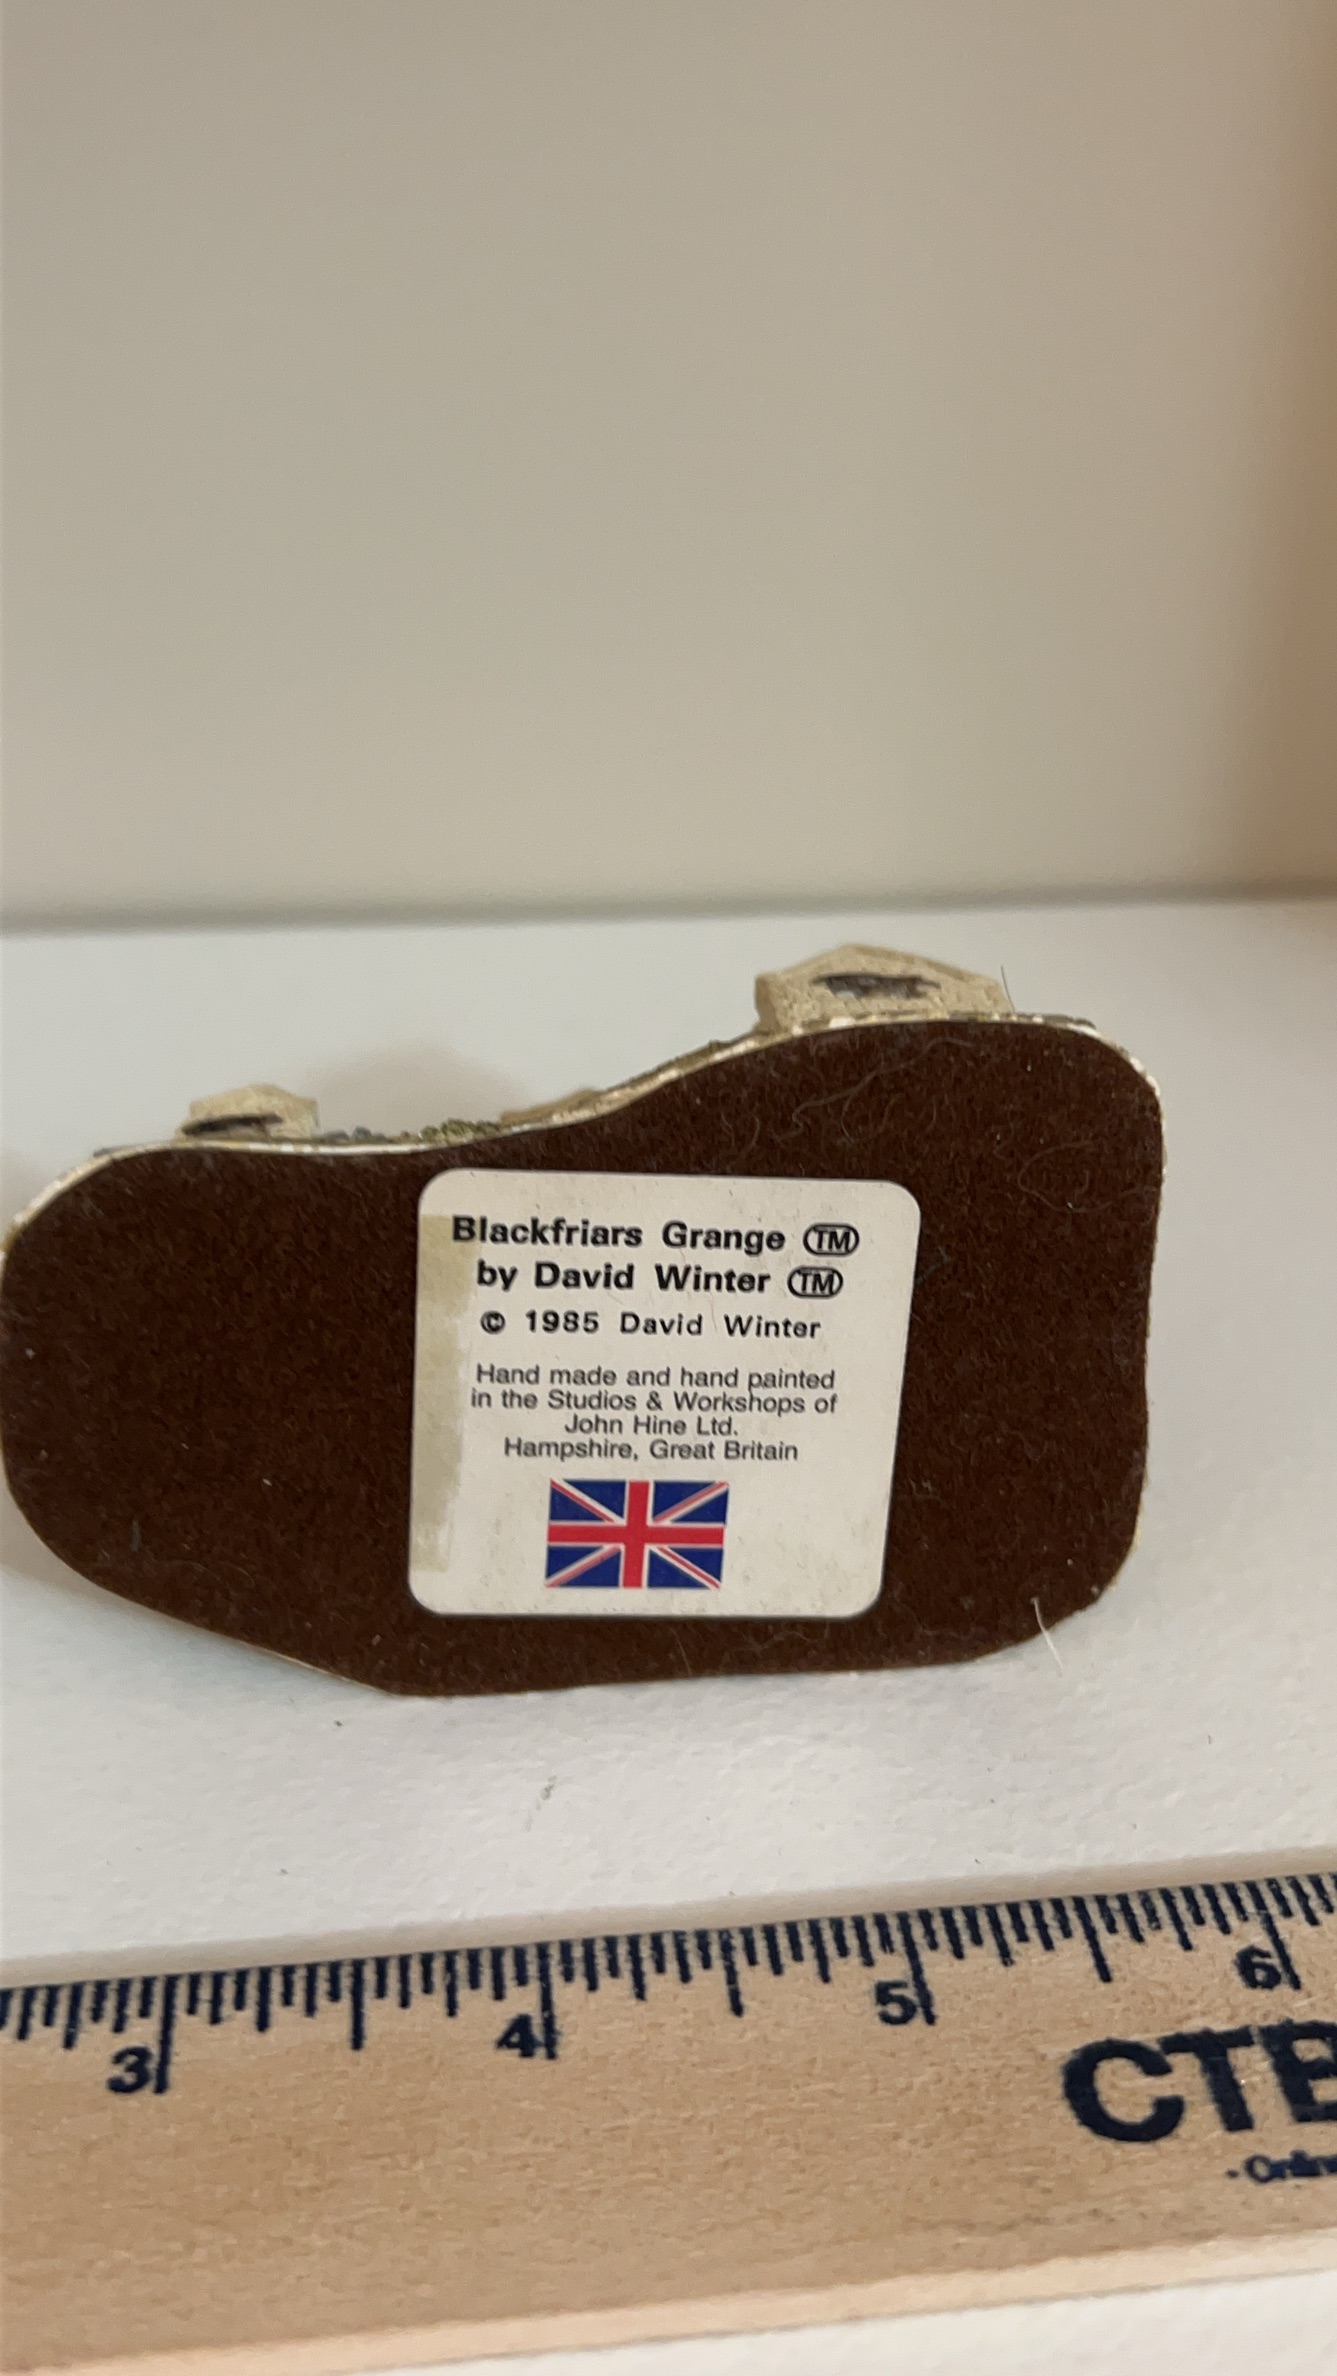 Blackfriars Grange ™
by David Winter ™
© 1985 David Winter
Hand made and hand painted
in the Studios & Workshops of
John Hine Ltd.
Hampshire, Great Britain
3 4 5 6